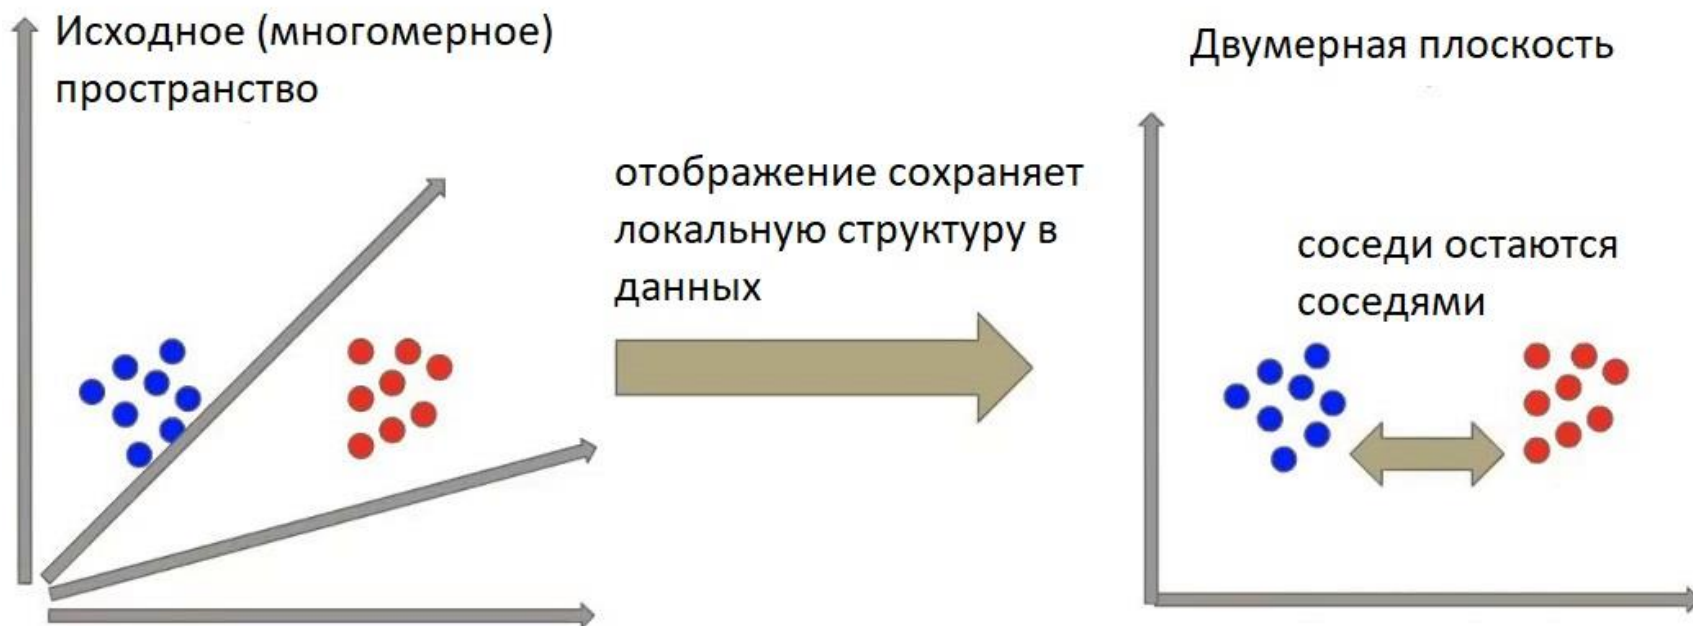 Исходное (многомерное)
пространство
Двумерная плоскость
отображение сохраняет
локальную структуру в
данных
соседи остаются
соседями